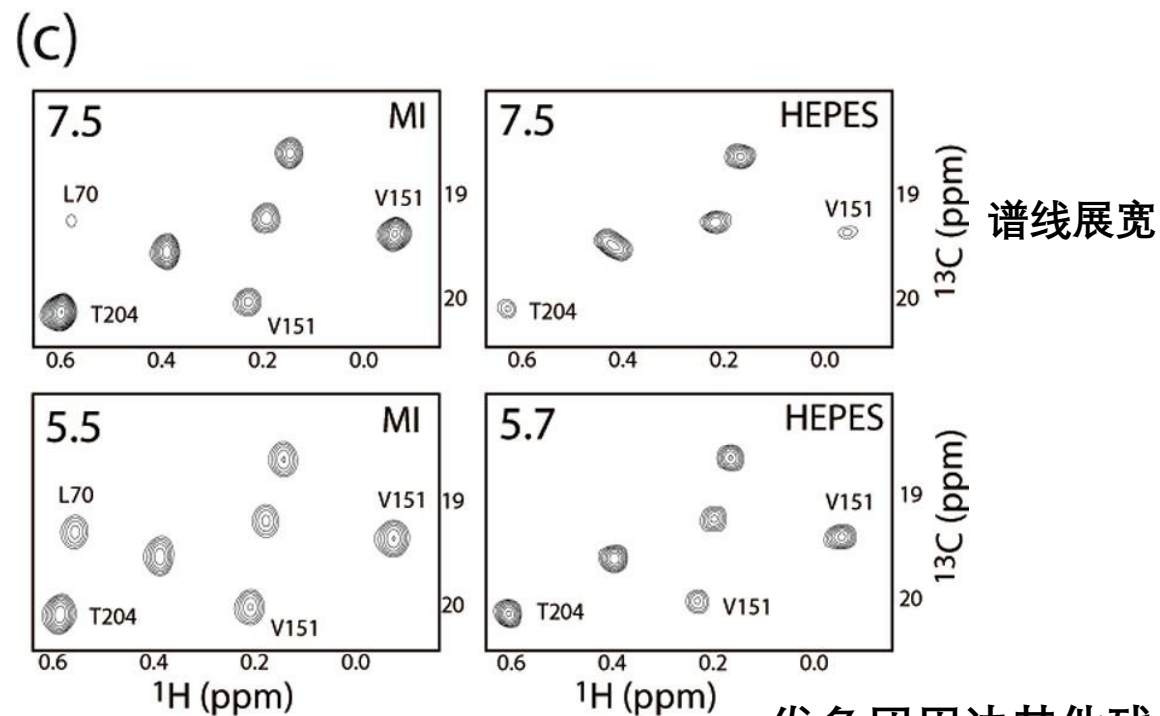 (c)
7.5 MI
L70
V151
T204
V151
19
20
0.6 0.4 0.2 0.0
7.5 HEPES
V151
T204
19
20
0.6 0.4 0.2 0.0
13C (ppm)
谱线展宽
5.5 MI
L70
V151
T204
V151
19
20
0.6 0.4 0.2 0.0
1H (ppm)
5.7 HEPES
V151
T204
V151
19
20
0.6 0.4 0.2 0.0
1H (ppm)
13C (ppm)